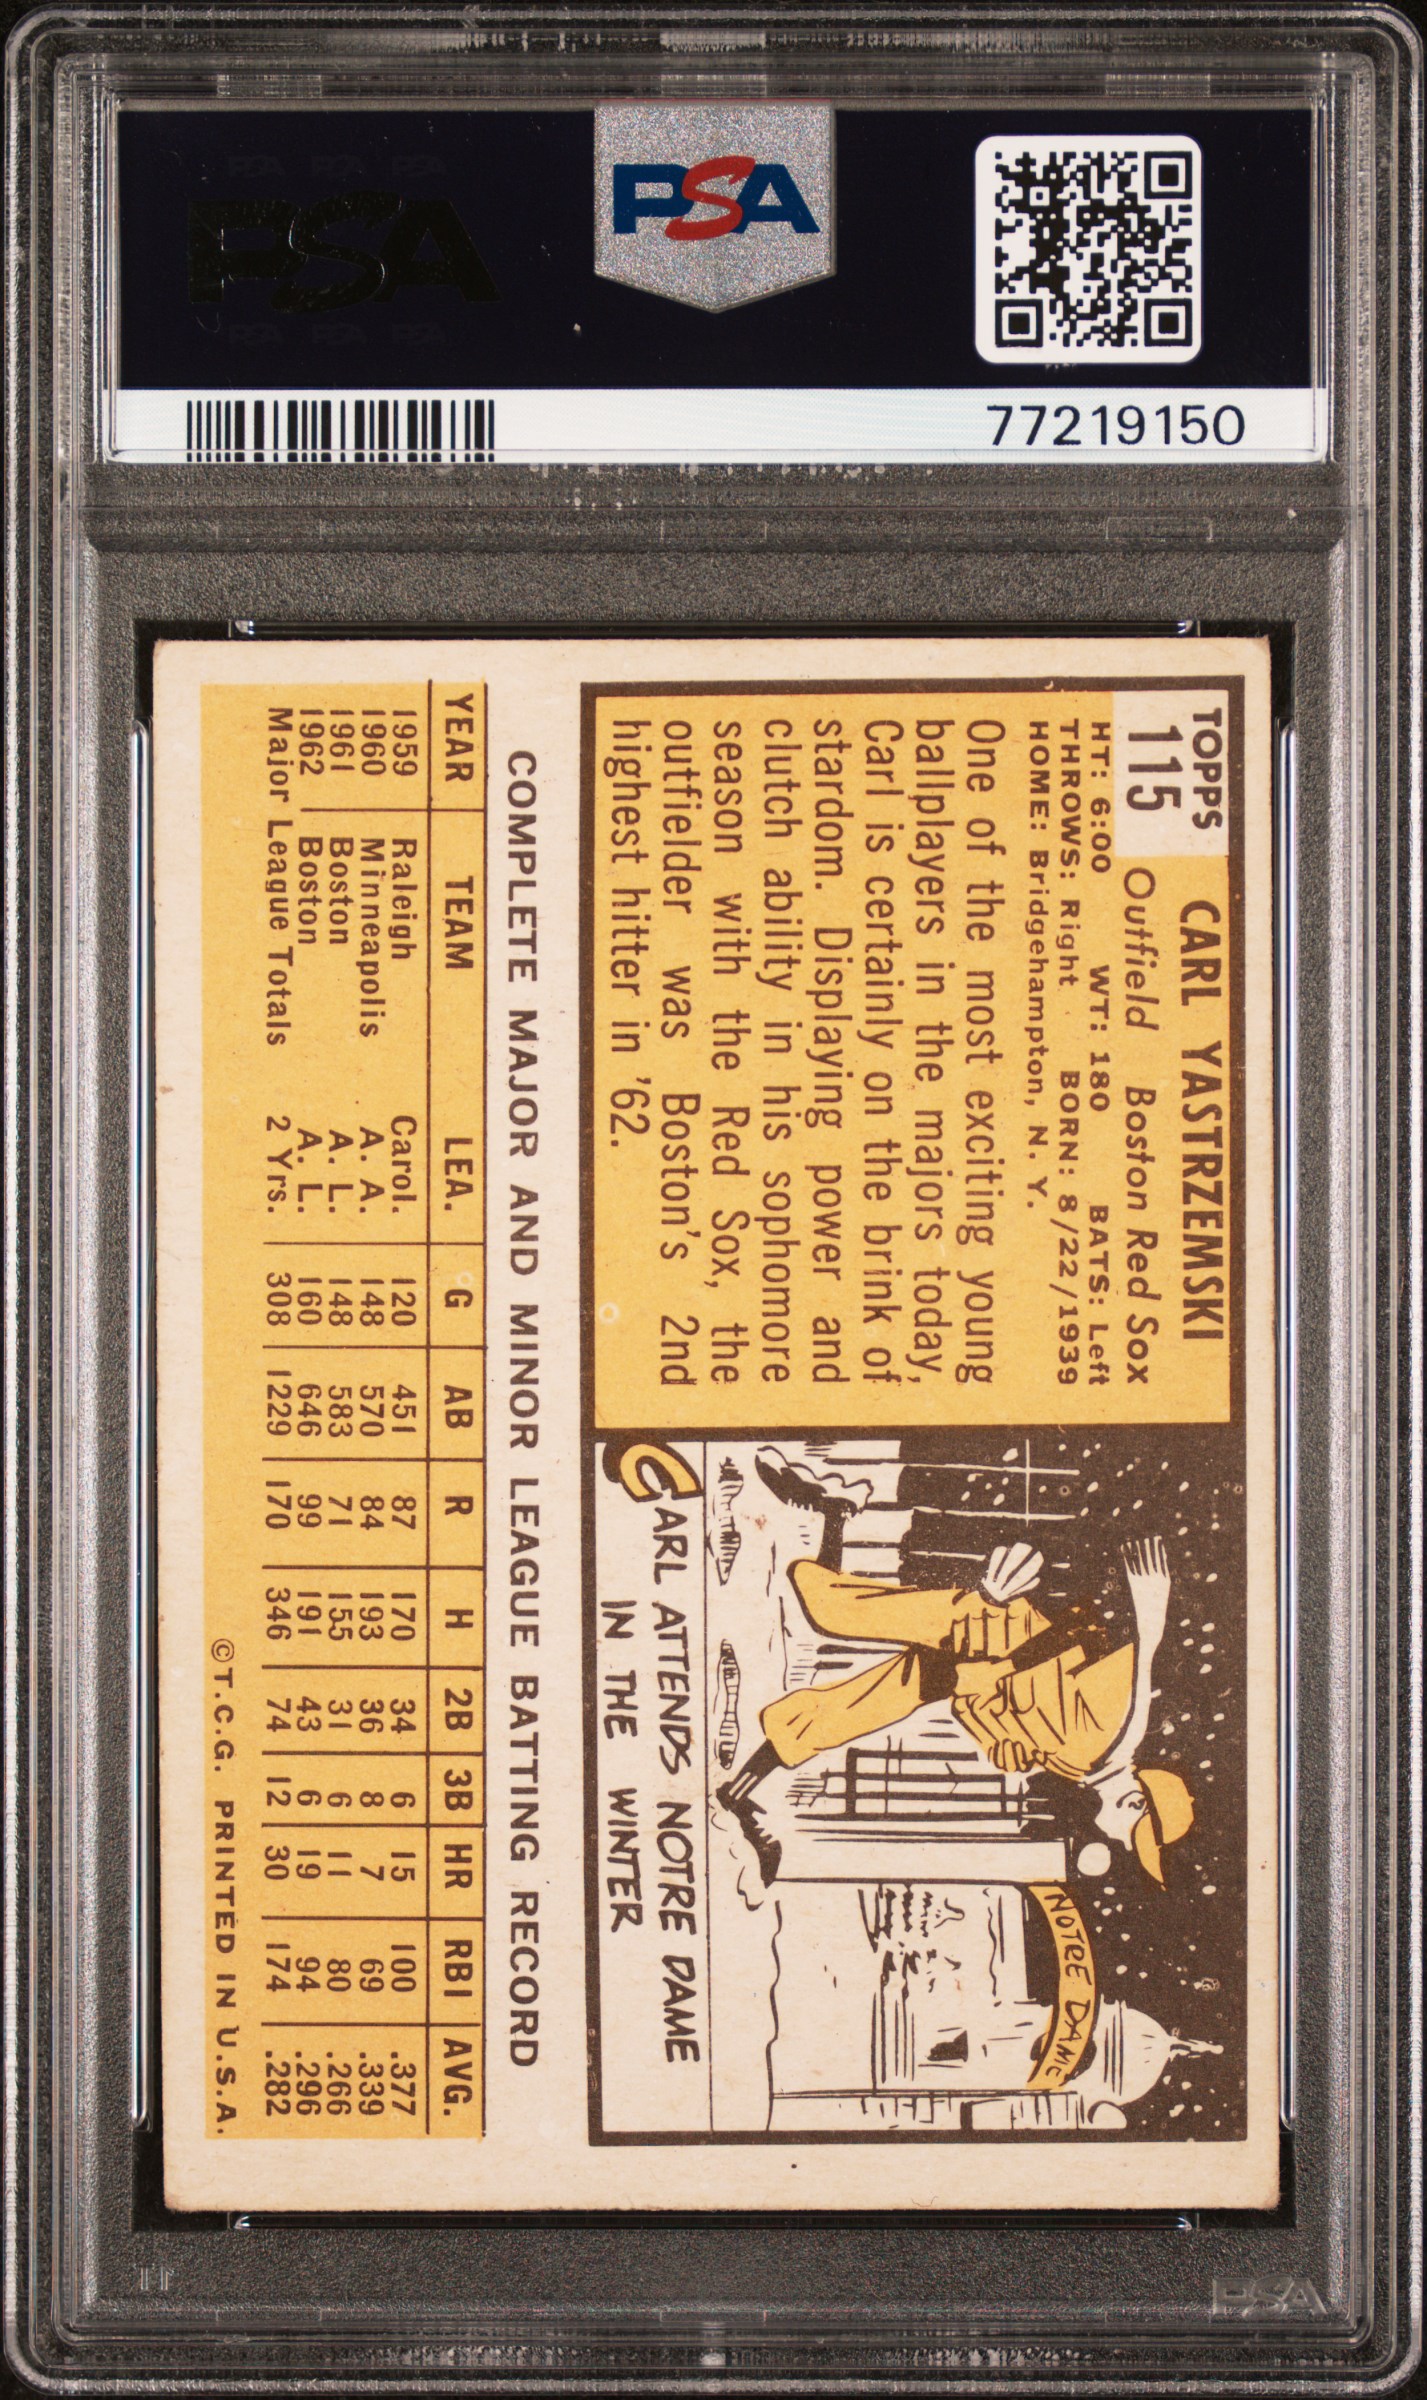 PSA
PSA PSA PSA
PSA
PSA PSA PSA
77219150
TOPPS
115
CARL YASTRZEMSKI
Outfield Boston Red Sox
HT: 6:00 WT: 180 BATS: Left
THROWS: Right BORN: 8/22/1939
HOME: Bridgehampton, N. Y.
One of the most exciting young
ballplayers in the majors today,
Carl is certainly on the brink of
stardom. Displaying power and
clutch ability in his sophomore
season with the Red Sox, the
outfielder was Boston's 2nd
highest hitter in '62.
NOTRE DAME
CARL ATTENDS NOTRE DAME
IN THE WINTER
COMPLETE MAJOR AND MINOR LEAGUE BATTING RECORD
YEAR TEAM LEA. G AB R H 2B 3B HR RBI AVG.
1959 Raleigh Carol. 120 451 87 170 34 6 15 100 .377
1960 Minneapolis A. A. 148 570 84 193 36 8 7 69 .339
1961 Boston A. L. 148 583 71 155 31 6 11 80 .266
1962 Boston A. L. 160 646 99 191 43 6 19 94 .296
Major League Totals 2 Yrs. 308 1229 170 346 74 12 30 174 .282
©T.C.G. PRINTED IN U.S.A.
PSA